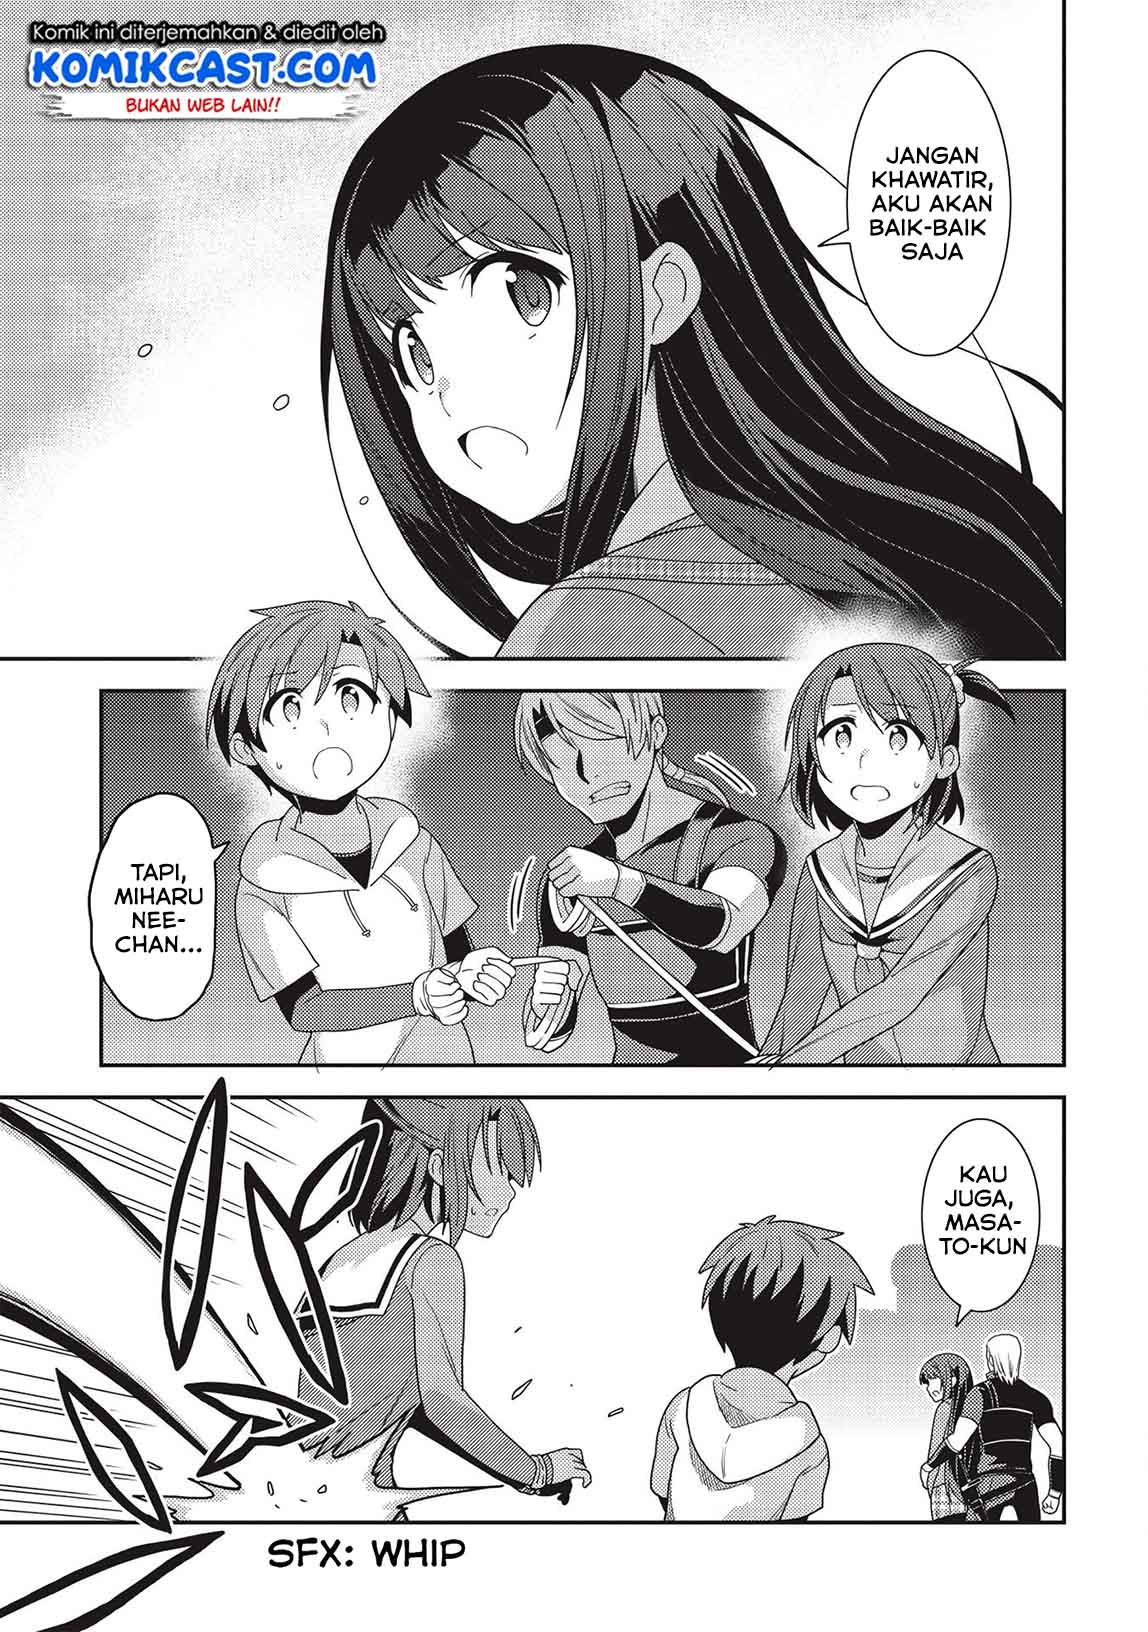 Komik ini diterjemahkan & diedit oleh
KOMIKCAST.COM
BUKAN WEB LAIN!!
JANGAN
KHAWATIR,
AKU AKAN
BAIK-BAIK
SAJA
TAPI,
MIHARU
NEE-
CHAN...
KAU
JUGA,
MASA-
TO-KUN
SFX: WHIP